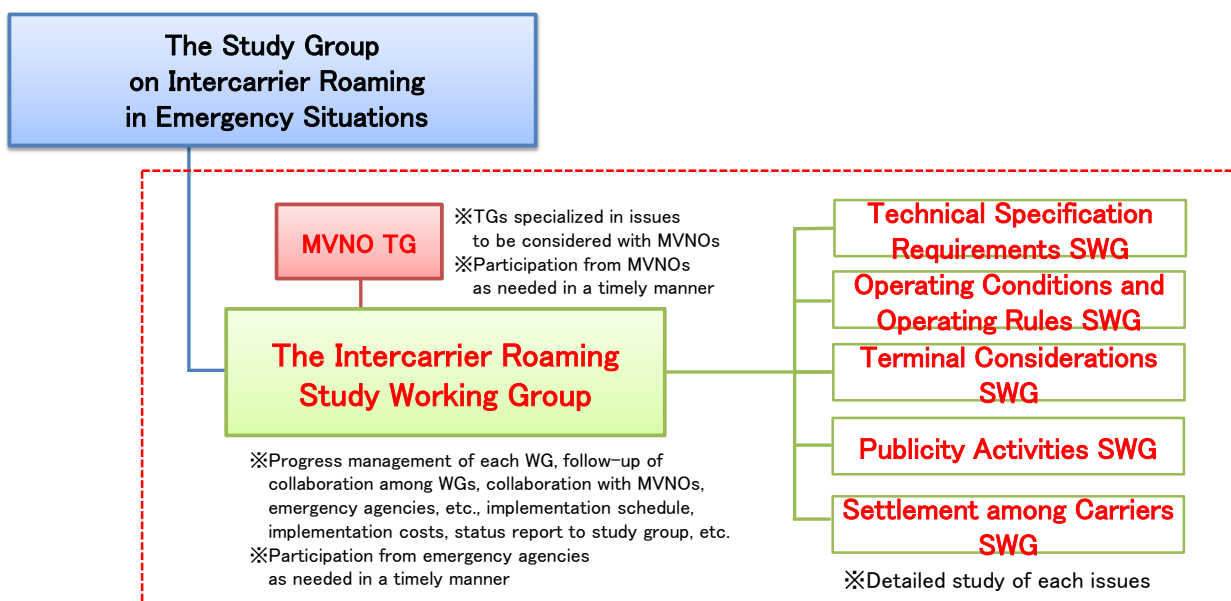 The Study Group
on Intercarrier Roaming
in Emergency Situations
MVNO TG
※TGs specialized in issues
to be considered with MVNOs
※Participation from MVNOs
as needed in a timely manner
The Intercarrier Roaming
Study Working Group
※Progress management of each WG, follow-up of
collaboration among WGs, collaboration with MVNOs,
emergency agencies, etc., implementation schedule,
implementation costs, status report to study group, etc.
※Participation from emergency agencies
as needed in a timely manner
Technical Specification
Requirements SWG
Operating Conditions and
Operating Rules SWG
Terminal Considerations
SWG
Publicity Activities SWG
Settlement among Carriers
SWG
※Detailed study of each issues